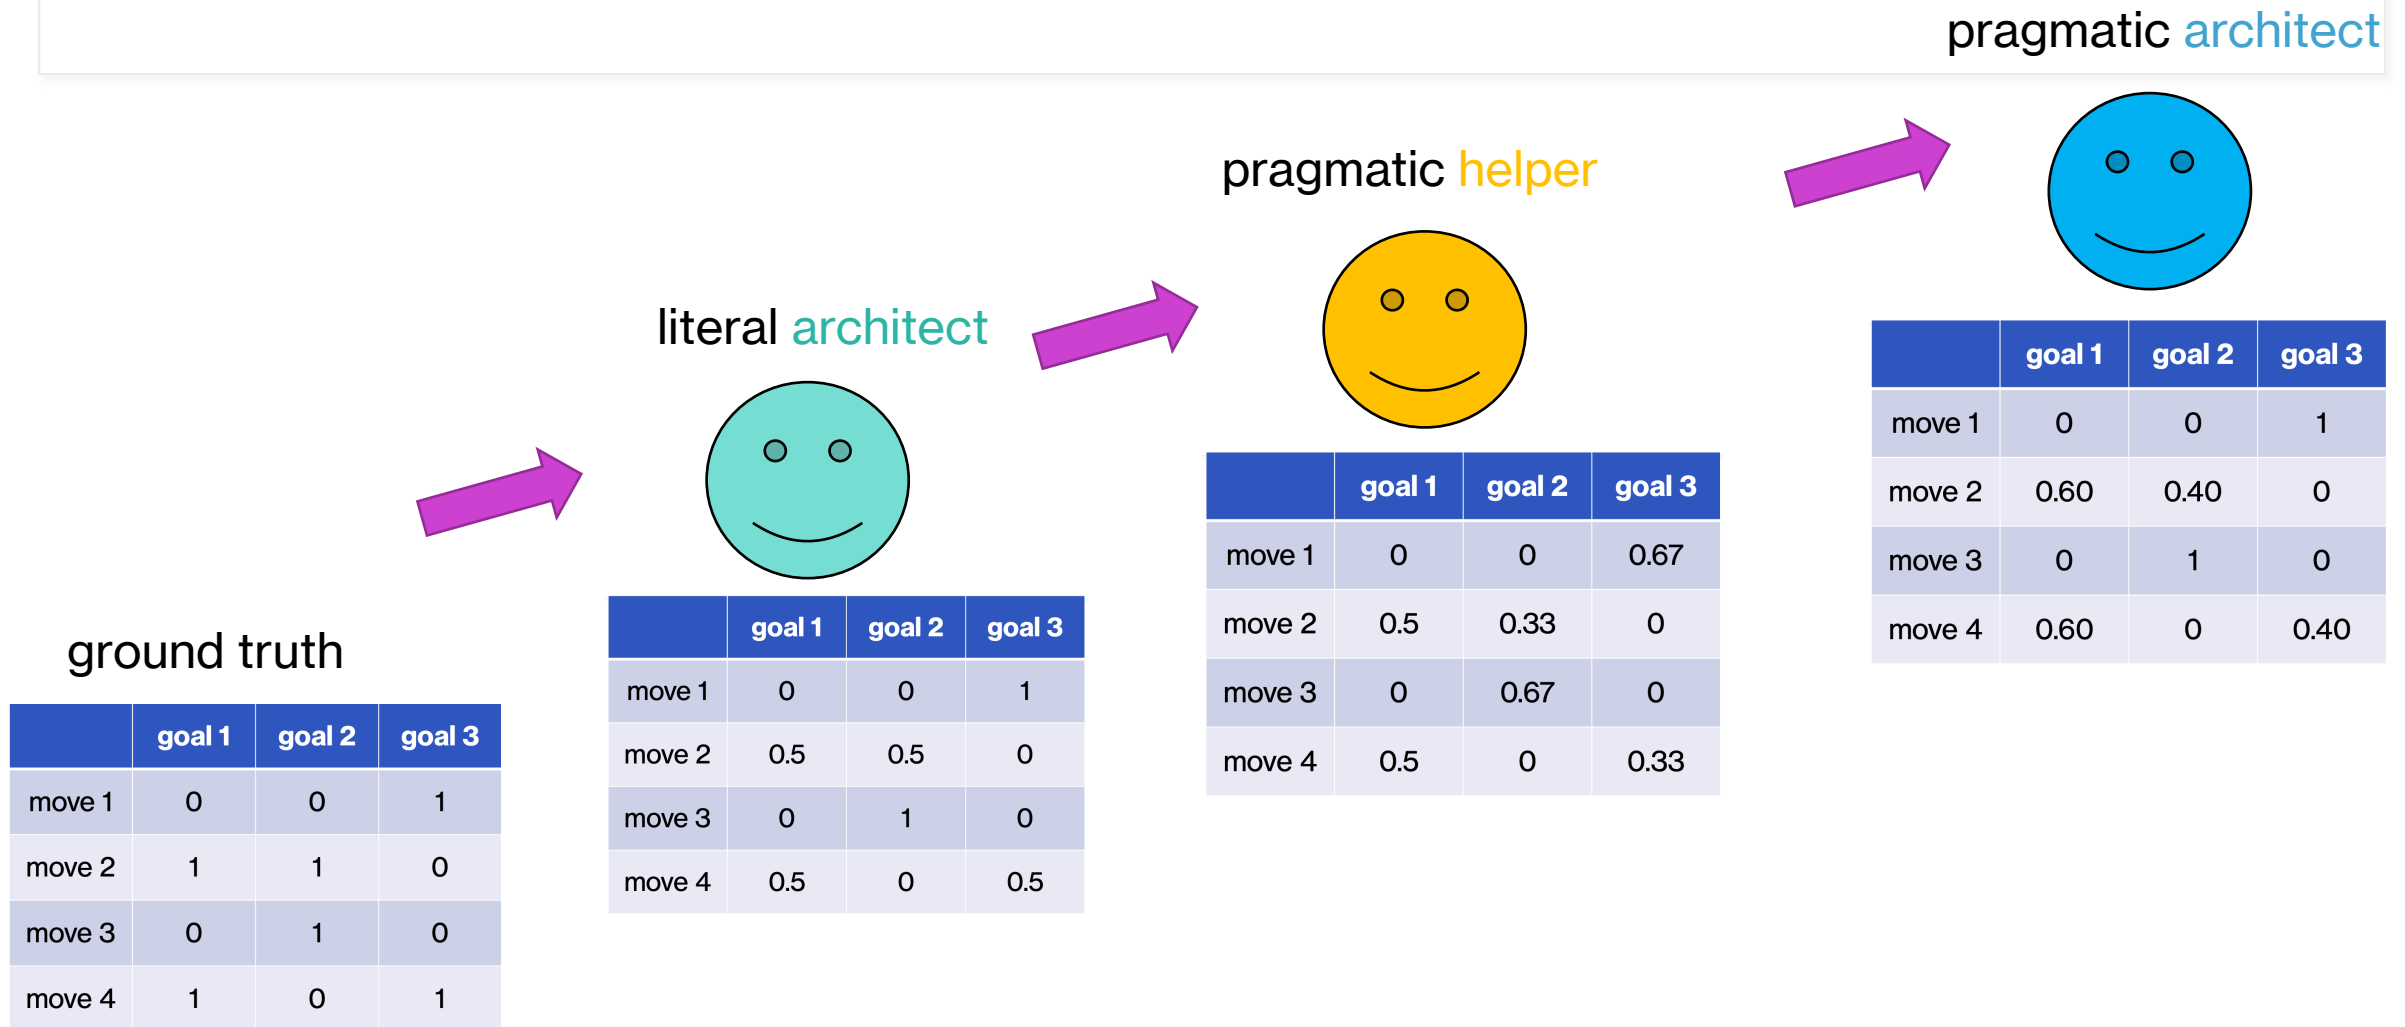 pragmatic architect
pragmatic helper
literal architect
ground truth
goal 1 goal 2 goal 3
move 1 0 0 1
move 2 1 1 0
move 3 0 1 0
move 4 1 0 1
goal 1 goal 2 goal 3
move 1 0 0 1
move 2 0.5 0.5 0
move 3 0 1 0
move 4 0.5 0 0.5
goal 1 goal 2 goal 3
move 1 0 0 0.67
move 2 0.5 0.33 0
move 3 0 0.67 0
move 4 0.5 0 0.33
goal 1 goal 2 goal 3
move 1 0 0 1
move 2 0.60 0.40 0
move 3 0 1 0
move 4 0.60 0 0.40